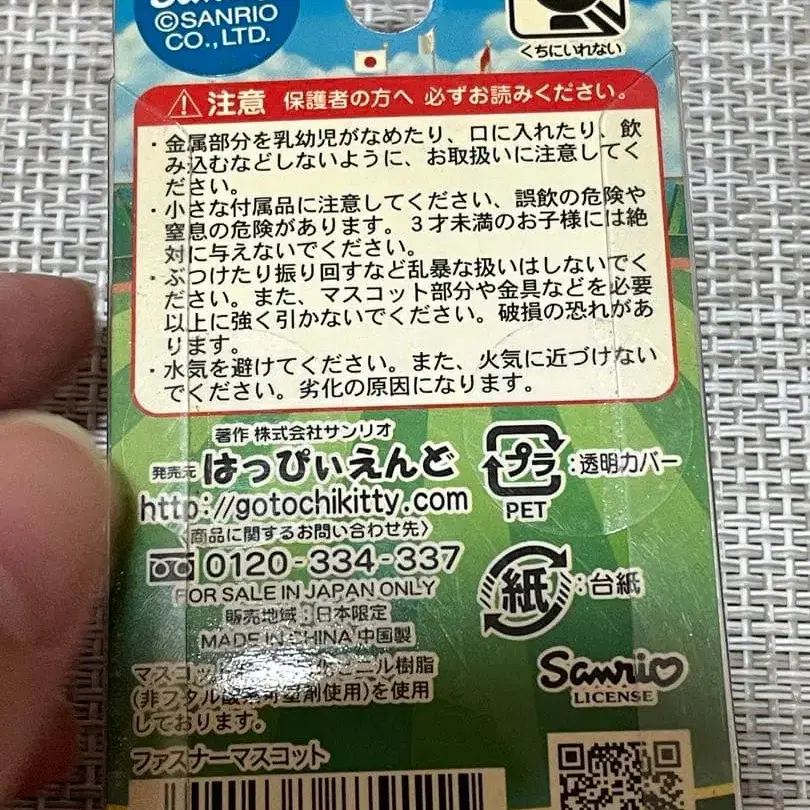 ©SANRIO
CO.,LTD.
くちにいれない
注意 保護者の方へ 必ずお読みください。
・金属部分を乳幼児がなめたり、口に入れたり、飲
み込むなどしないように、お取扱いに注意してく
ださい。
・小さな付属品に注意してください、誤飲の危険や
窒息の危険があります。３才未満のお子様には絶
対に与えないでください。
・ぶつけたり振り回すなど乱暴な扱いはしないでく
ださい。また、マスコット部分や金具などを必要
以上に強く引かないでください。破損の恐れがあ
ります。
・水気を避けてください。また、火気に近づけない
でください。劣化の原因になります。
著作 株式会社サンリオ
発売元 はっぴぃえんど
http://gotochikitty.com
〈商品に関するお問い合わせ先〉
0120-334-337
FOR SALE IN JAPAN ONLY
販売地域：日本限定
MADE IN CHINA 中国製
マスコット ビニル樹脂
(非フタル酸 可塑剤使用)を使用
しております。
ファスナーマスコット
プラ :透明カバー
PET
紙 :台紙
Sanrio
LICENSE